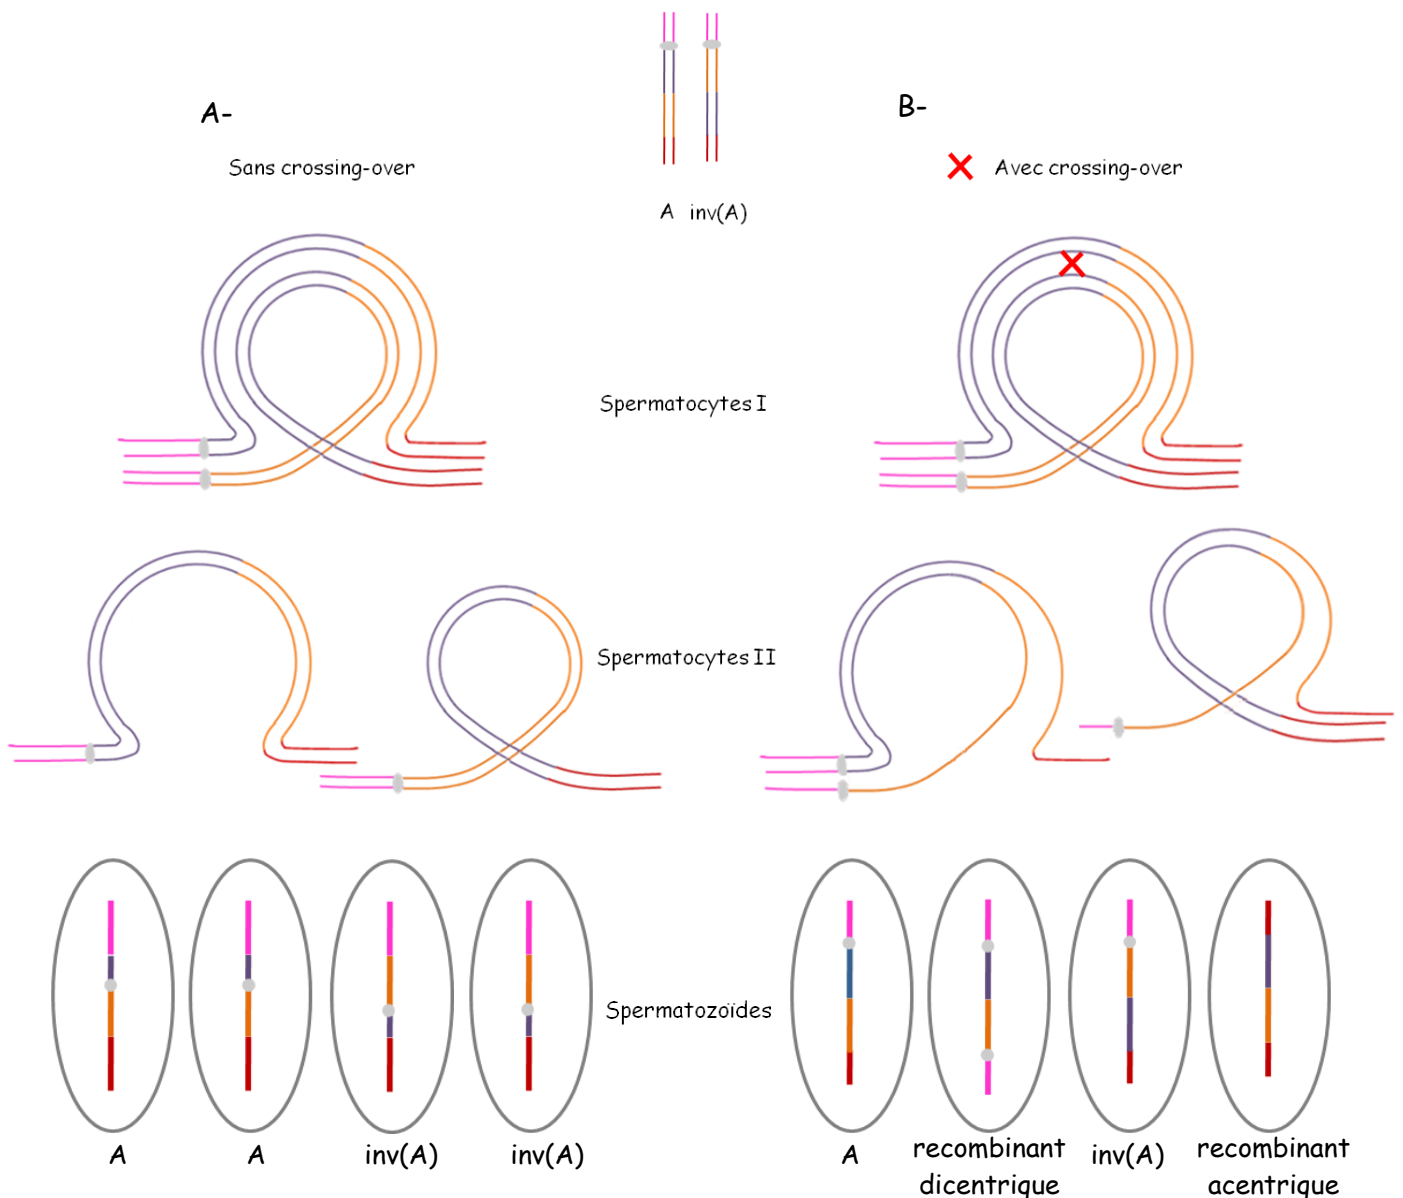 A-
B-
Sans crossing-over
Avec crossing-over
A inv(A)
Spermatocytes I
Spermatocytes II
Spermatozoïdes
A
A
inv(A)
inv(A)
A
recombinant
dicentrique
inv(A)
recombinant
acentrique